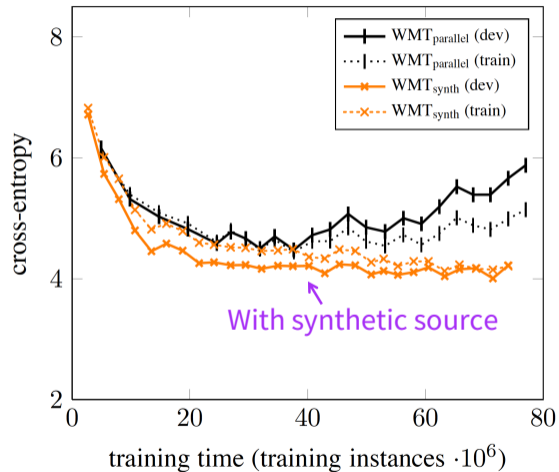 8
6
4
2
0
20
40
60
80
cross-entropy
training time (training instances ·10⁶)
WMTparallel (dev)
WMTparallel (train)
WMTsynth (dev)
WMTsynth (train)
With synthetic source